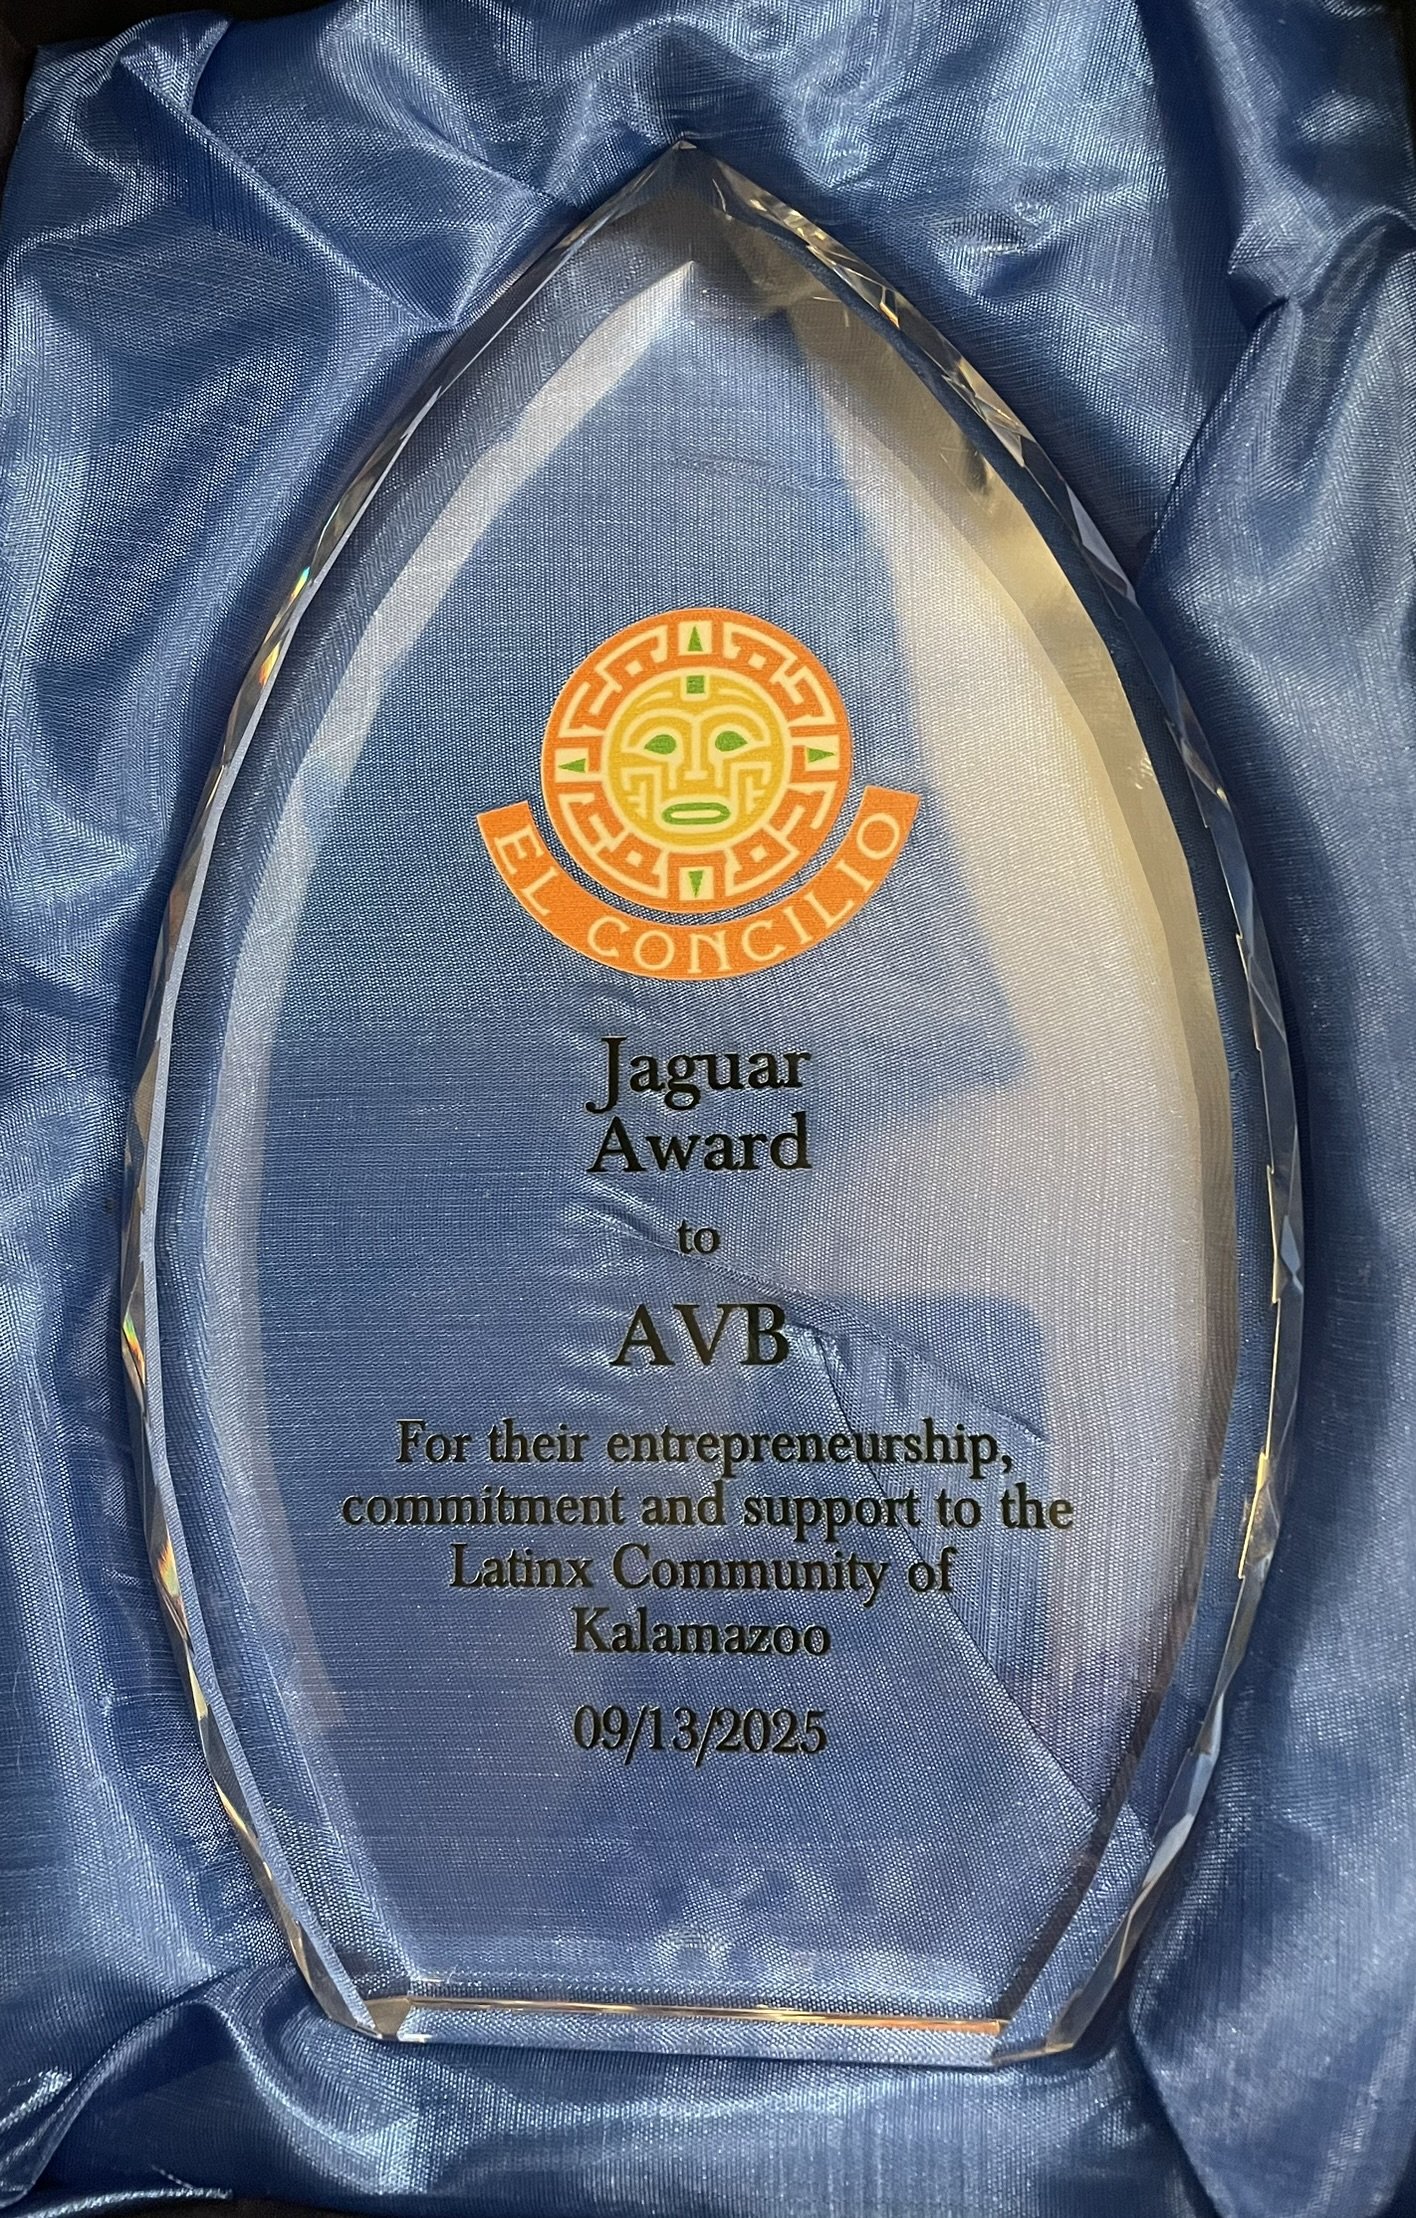 EL CONCILIO
Jaguar
Award
to
AVB
For their entrepreneurship,
commitment and support to the
Latinx Community of
Kalamazoo
09/13/2025